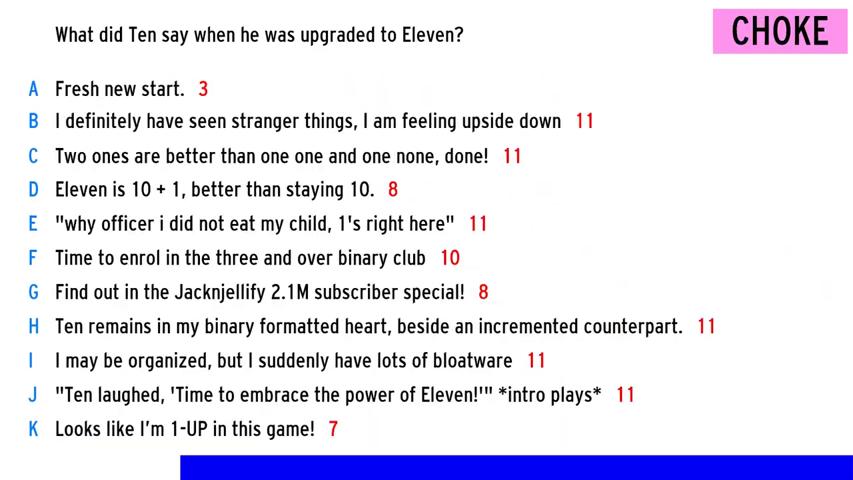 What did Ten say when he was upgraded to Eleven?
CHOKE
A Fresh new start. 3
B I definitely have seen stranger things, I am feeling upside down 11
C Two ones are better than one one and one none, done! 11
D Eleven is 10 + 1, better than staying 10. 8
E "why officer i did not eat my child, 1's right here" 11
F Time to enrol in the three and over binary club 10
G Find out in the Jacknjellify 2.1M subscriber special! 8
H Ten remains in my binary formatted heart, beside an incremented counterpart. 11
I I may be organized, but I suddenly have lots of bloatware 11
J "Ten laughed, 'Time to embrace the power of Eleven!'" *intro plays* 11
K Looks like I'm 1-UP in this game! 7